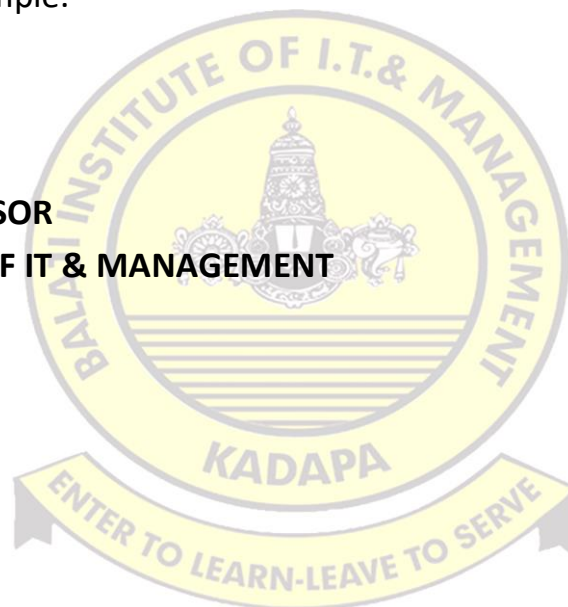 mple:
BALAJI INSTITUTE OF I.T.& MANAGEMENT
SOR
F IT & MANAGEMENT
KADAPA
ENTER TO LEARN-LEAVE TO SERVE